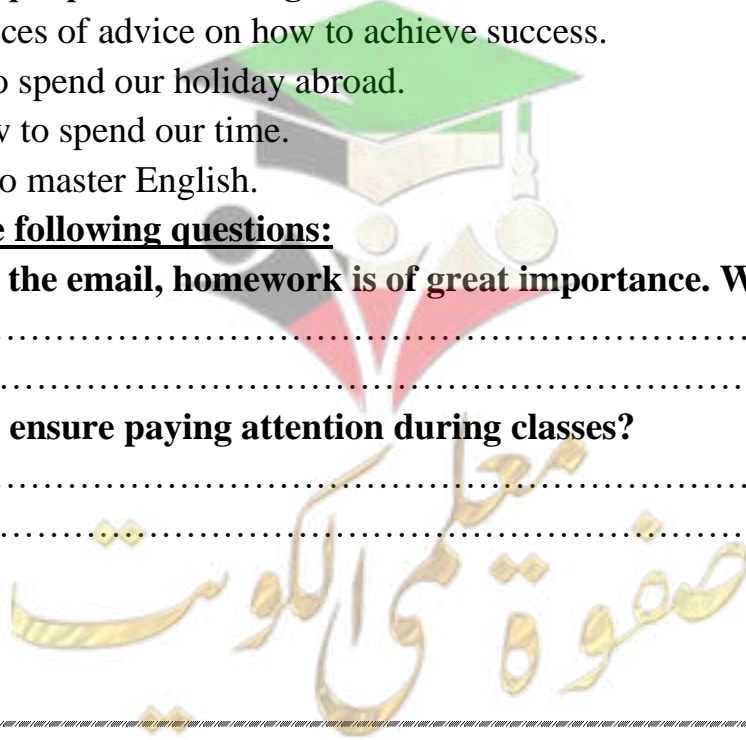 ces of advice on how to achieve success.
o spend our holiday abroad.
v to spend our time.
o master English.
e following questions:
the email, homework is of great importance. W
……………………………………………………
……………………………………………………
ensure paying attention during classes?
……………………………………………………
……………………………………………………
صفوة معلمى الكويت